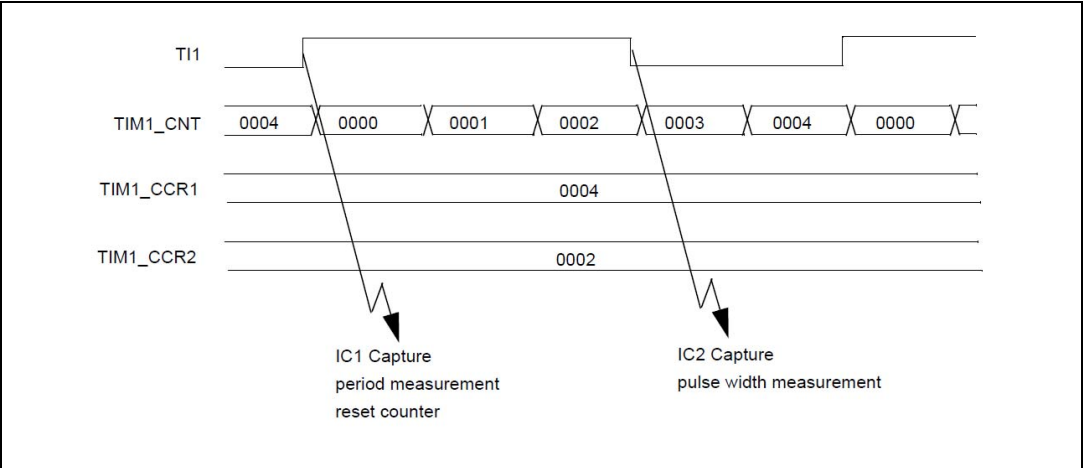 TI1
TIM1_CNT 0004 0000 0001 0002 0003 0004 0000
TIM1_CCR1 0004
TIM1_CCR2 0002
IC1 Capture
period measurement
reset counter
IC2 Capture
pulse width measurement